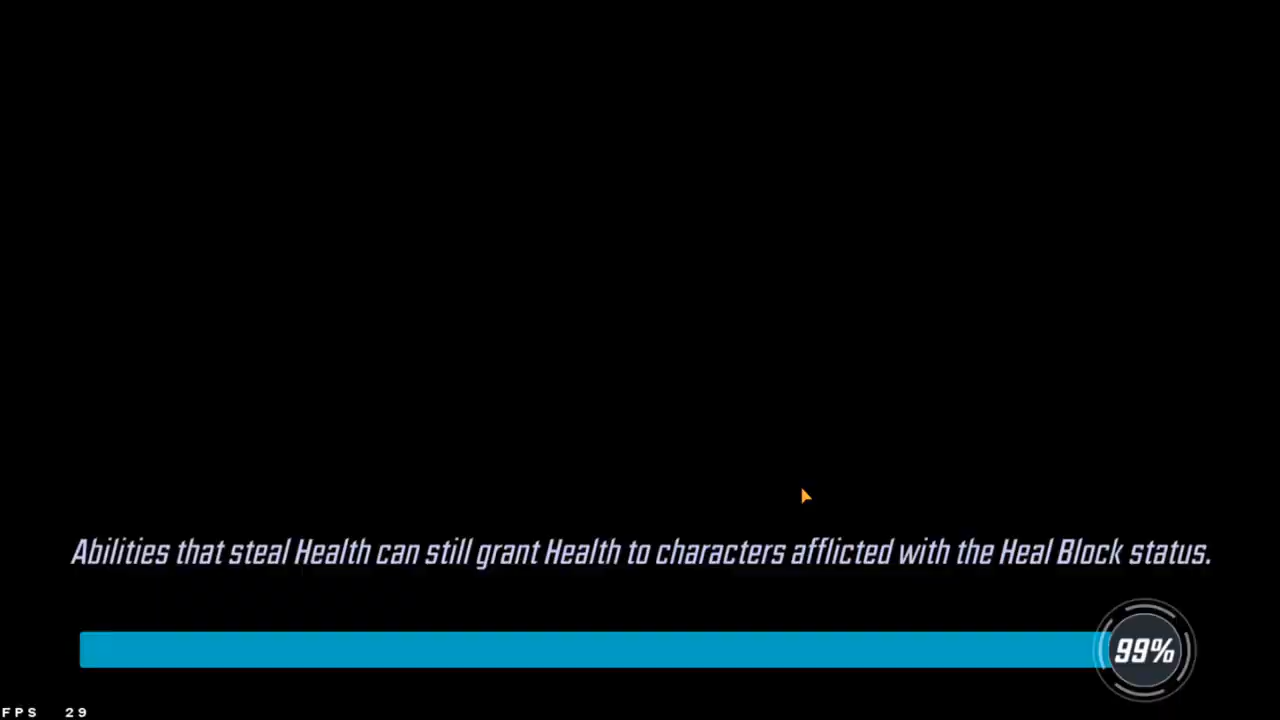 Abilities that steal Health can still grant Health to characters afflicted with the Heal Block status.
99%
FPS 29